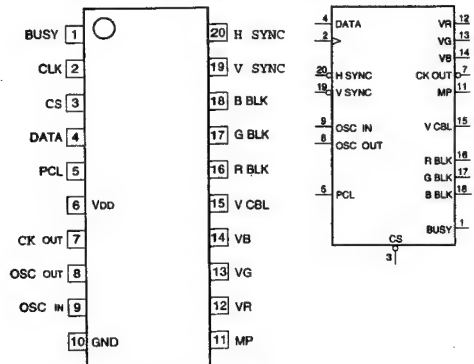 BUSY 1
CLK 2
CS 3
DATA 4
PCL 5
6 VDD
CK OUT 7
OSC OUT 8
OSC IN 9
10 GND
20 H SYNC
19 V SYNC
18 B BLK
17 G BLK
16 R BLK
15 V CBL
14 VB
13 VG
12 VR
11 MP
4 DATA VR 12
2 VG 13
VB 14
20 H SYNC CK OUT 7
19 V SYNC MP 11
9 OSC IN V CBL 15
8 OSC OUT
R BLK 16
G BLK 17
5 PCL B BLK 18
BUSY 1
CS
3